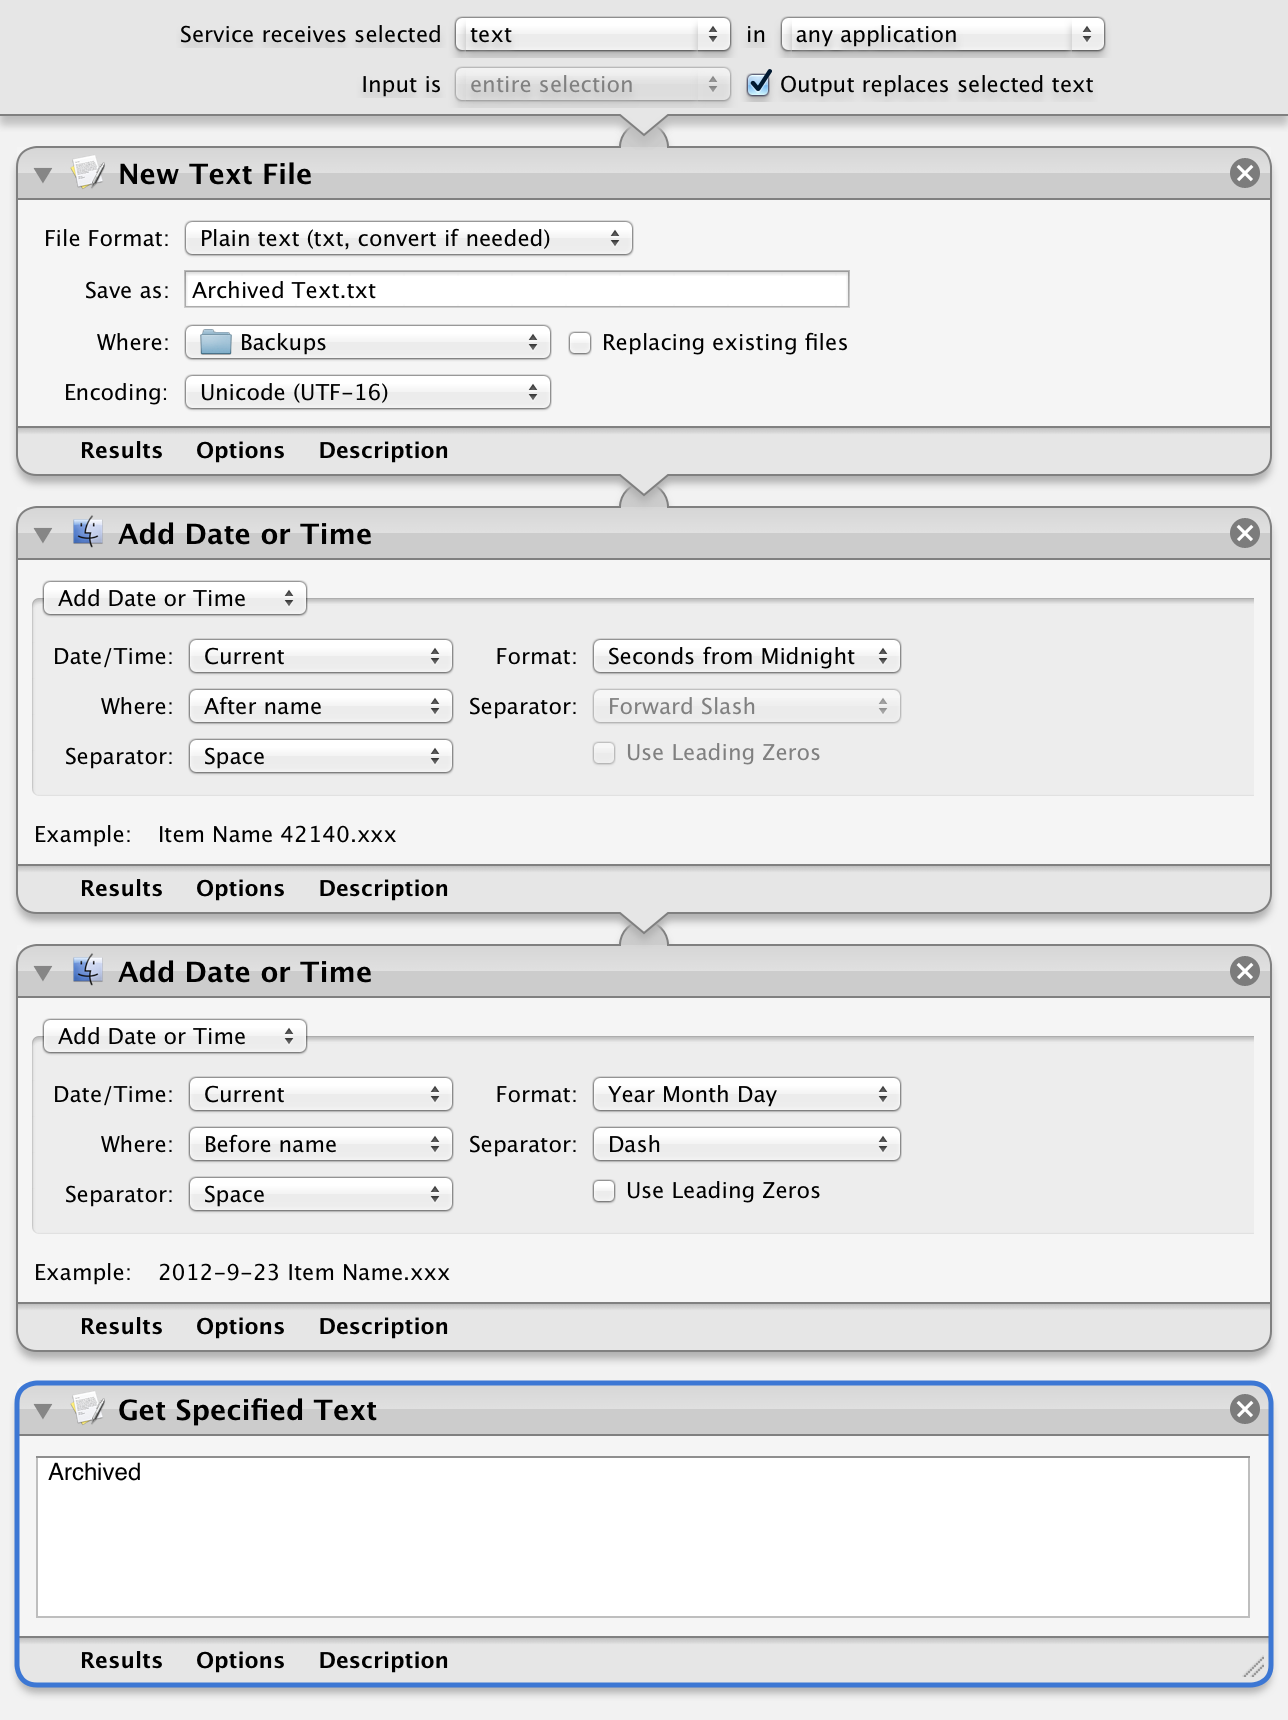 Service receives selected text in any application
Input is entire selection Output replaces selected text
New Text File
File Format: Plain text (txt, convert if needed)
Save as: Archived Text.txt
Where: Backups Replacing existing files
Encoding: Unicode (UTF-16)
Results Options Description
Add Date or Time
Add Date or Time
Date/Time: Current Format: Seconds from Midnight
Where: After name Separator: Forward Slash
Separator: Space Use Leading Zeros
Example: Item Name 42140.xxx
Results Options Description
Add Date or Time
Add Date or Time
Date/Time: Current Format: Year Month Day
Where: Before name Separator: Dash
Separator: Space Use Leading Zeros
Example: 2012-9-23 Item Name.xxx
Results Options Description
Get Specified Text
Archived
Results Options Description